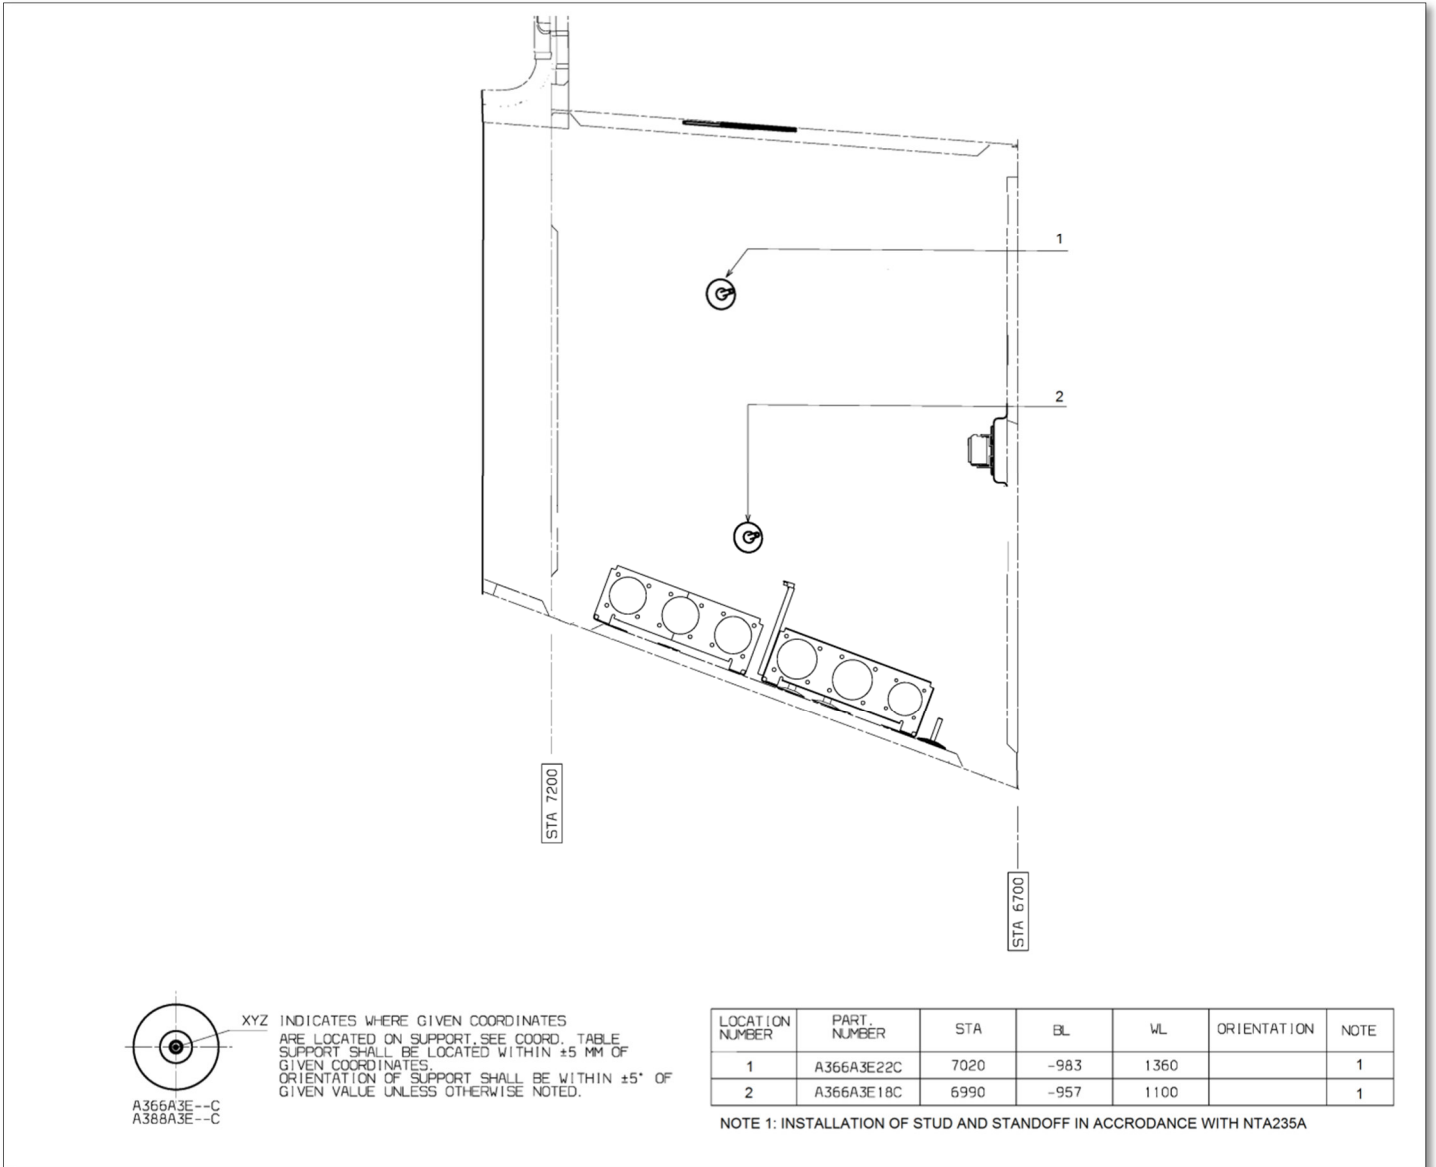 1
2
STA 7200
STA 6700
XYZ INDICATES WHERE GIVEN COORDINATES
ARE LOCATED ON SUPPORT, SEE COORD. TABLE
SUPPORT SHALL BE LOCATED WITHIN ±5 MM OF
GIVEN COORDINATES.
ORIENTATION OF SUPPORT SHALL BE WITHIN ±5° OF
GIVEN VALUE UNLESS OTHERWISE NOTED.
A366A3E--C
A388A3E--C
LOCATION NUMBER PART. NUMBER STA BL WL ORIENTATION NOTE
1 A366A3E22C 7020 -983 1360 1
2 A366A3E18C 6990 -957 1100 1
NOTE 1: INSTALLATION OF STUD AND STANDOFF IN ACCRODANCE WITH NTA235A